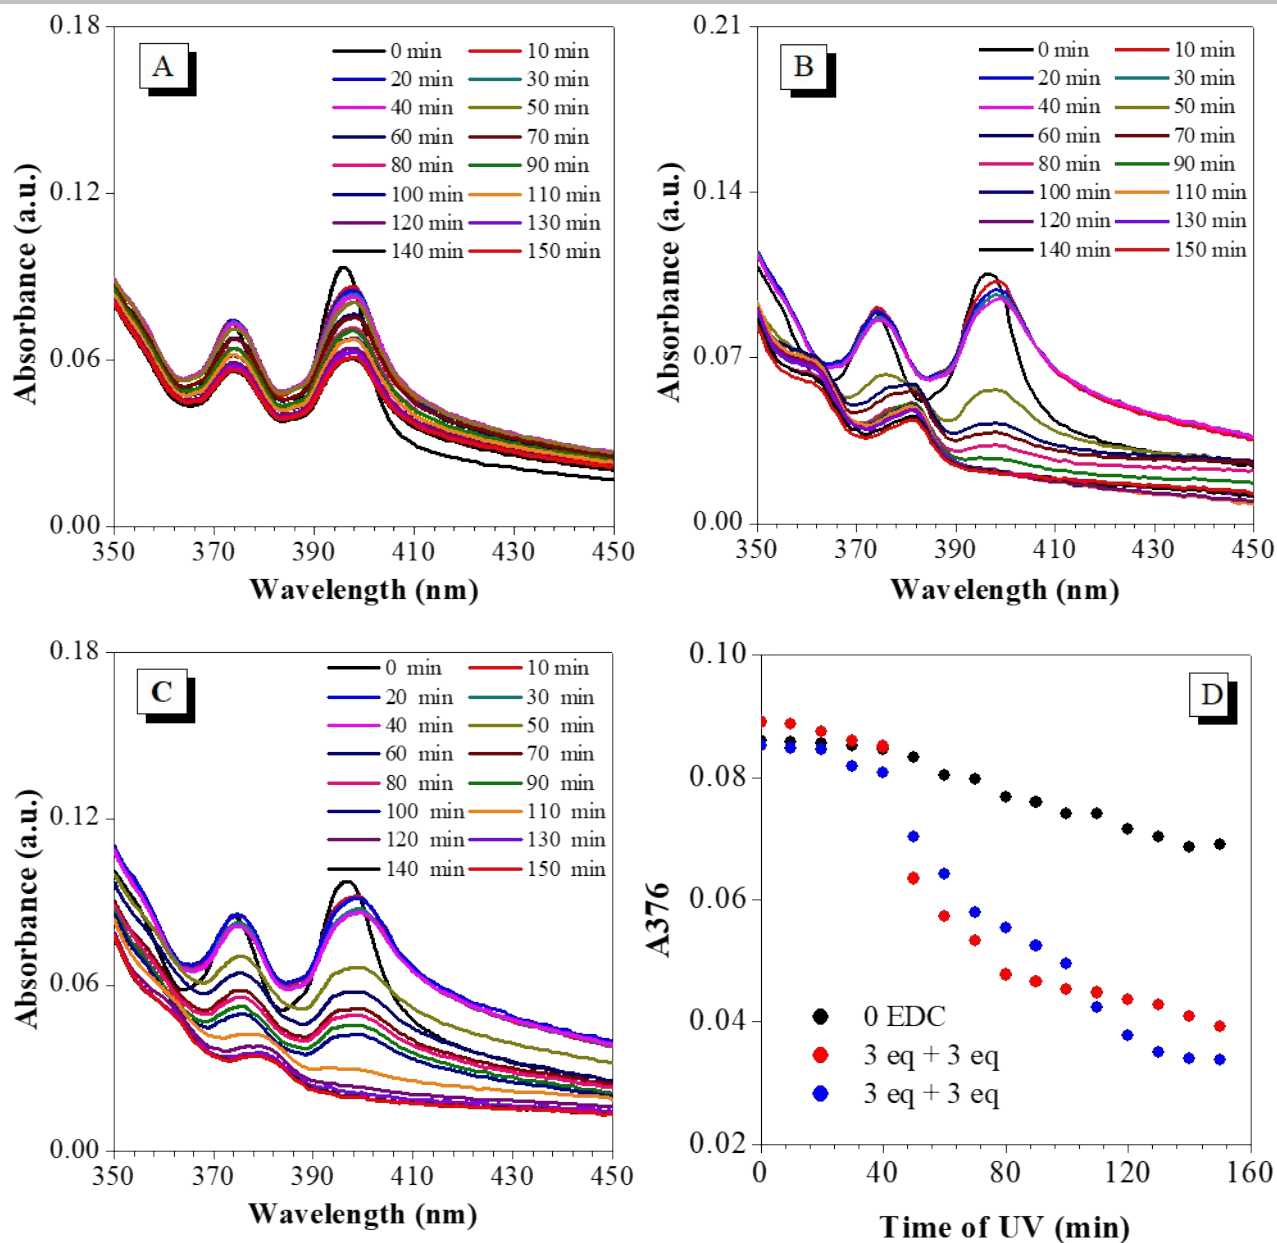 A
0.18
0.12
0.06
0.00
Absorbance (a.u.)
0 min 10 min
20 min 30 min
40 min 50 min
60 min 70 min
80 min 90 min
100 min 110 min
120 min 130 min
140 min 150 min
350 370 390 410 430 450
Wavelength (nm)
B
0.21
0.14
0.07
0.00
Absorbance (a.u.)
0 min 10 min
20 min 30 min
40 min 50 min
60 min 70 min
80 min 90 min
100 min 110 min
120 min 130 min
140 min 150 min
350 370 390 410 430 450
Wavelength (nm)
C
0.18
0.12
0.06
0.00
Absorbance (a.u.)
0 min 10 min
20 min 30 min
40 min 50 min
60 min 70 min
80 min 90 min
100 min 110 min
120 min 130 min
140 min 150 min
350 370 390 410 430 450
Wavelength (nm)
D
0.10
0.08
0.06
0.04
0.02
A376
0 EDC
3 eq + 3 eq
3 eq + 3 eq
0 40 80 120 160
Time of UV (min)